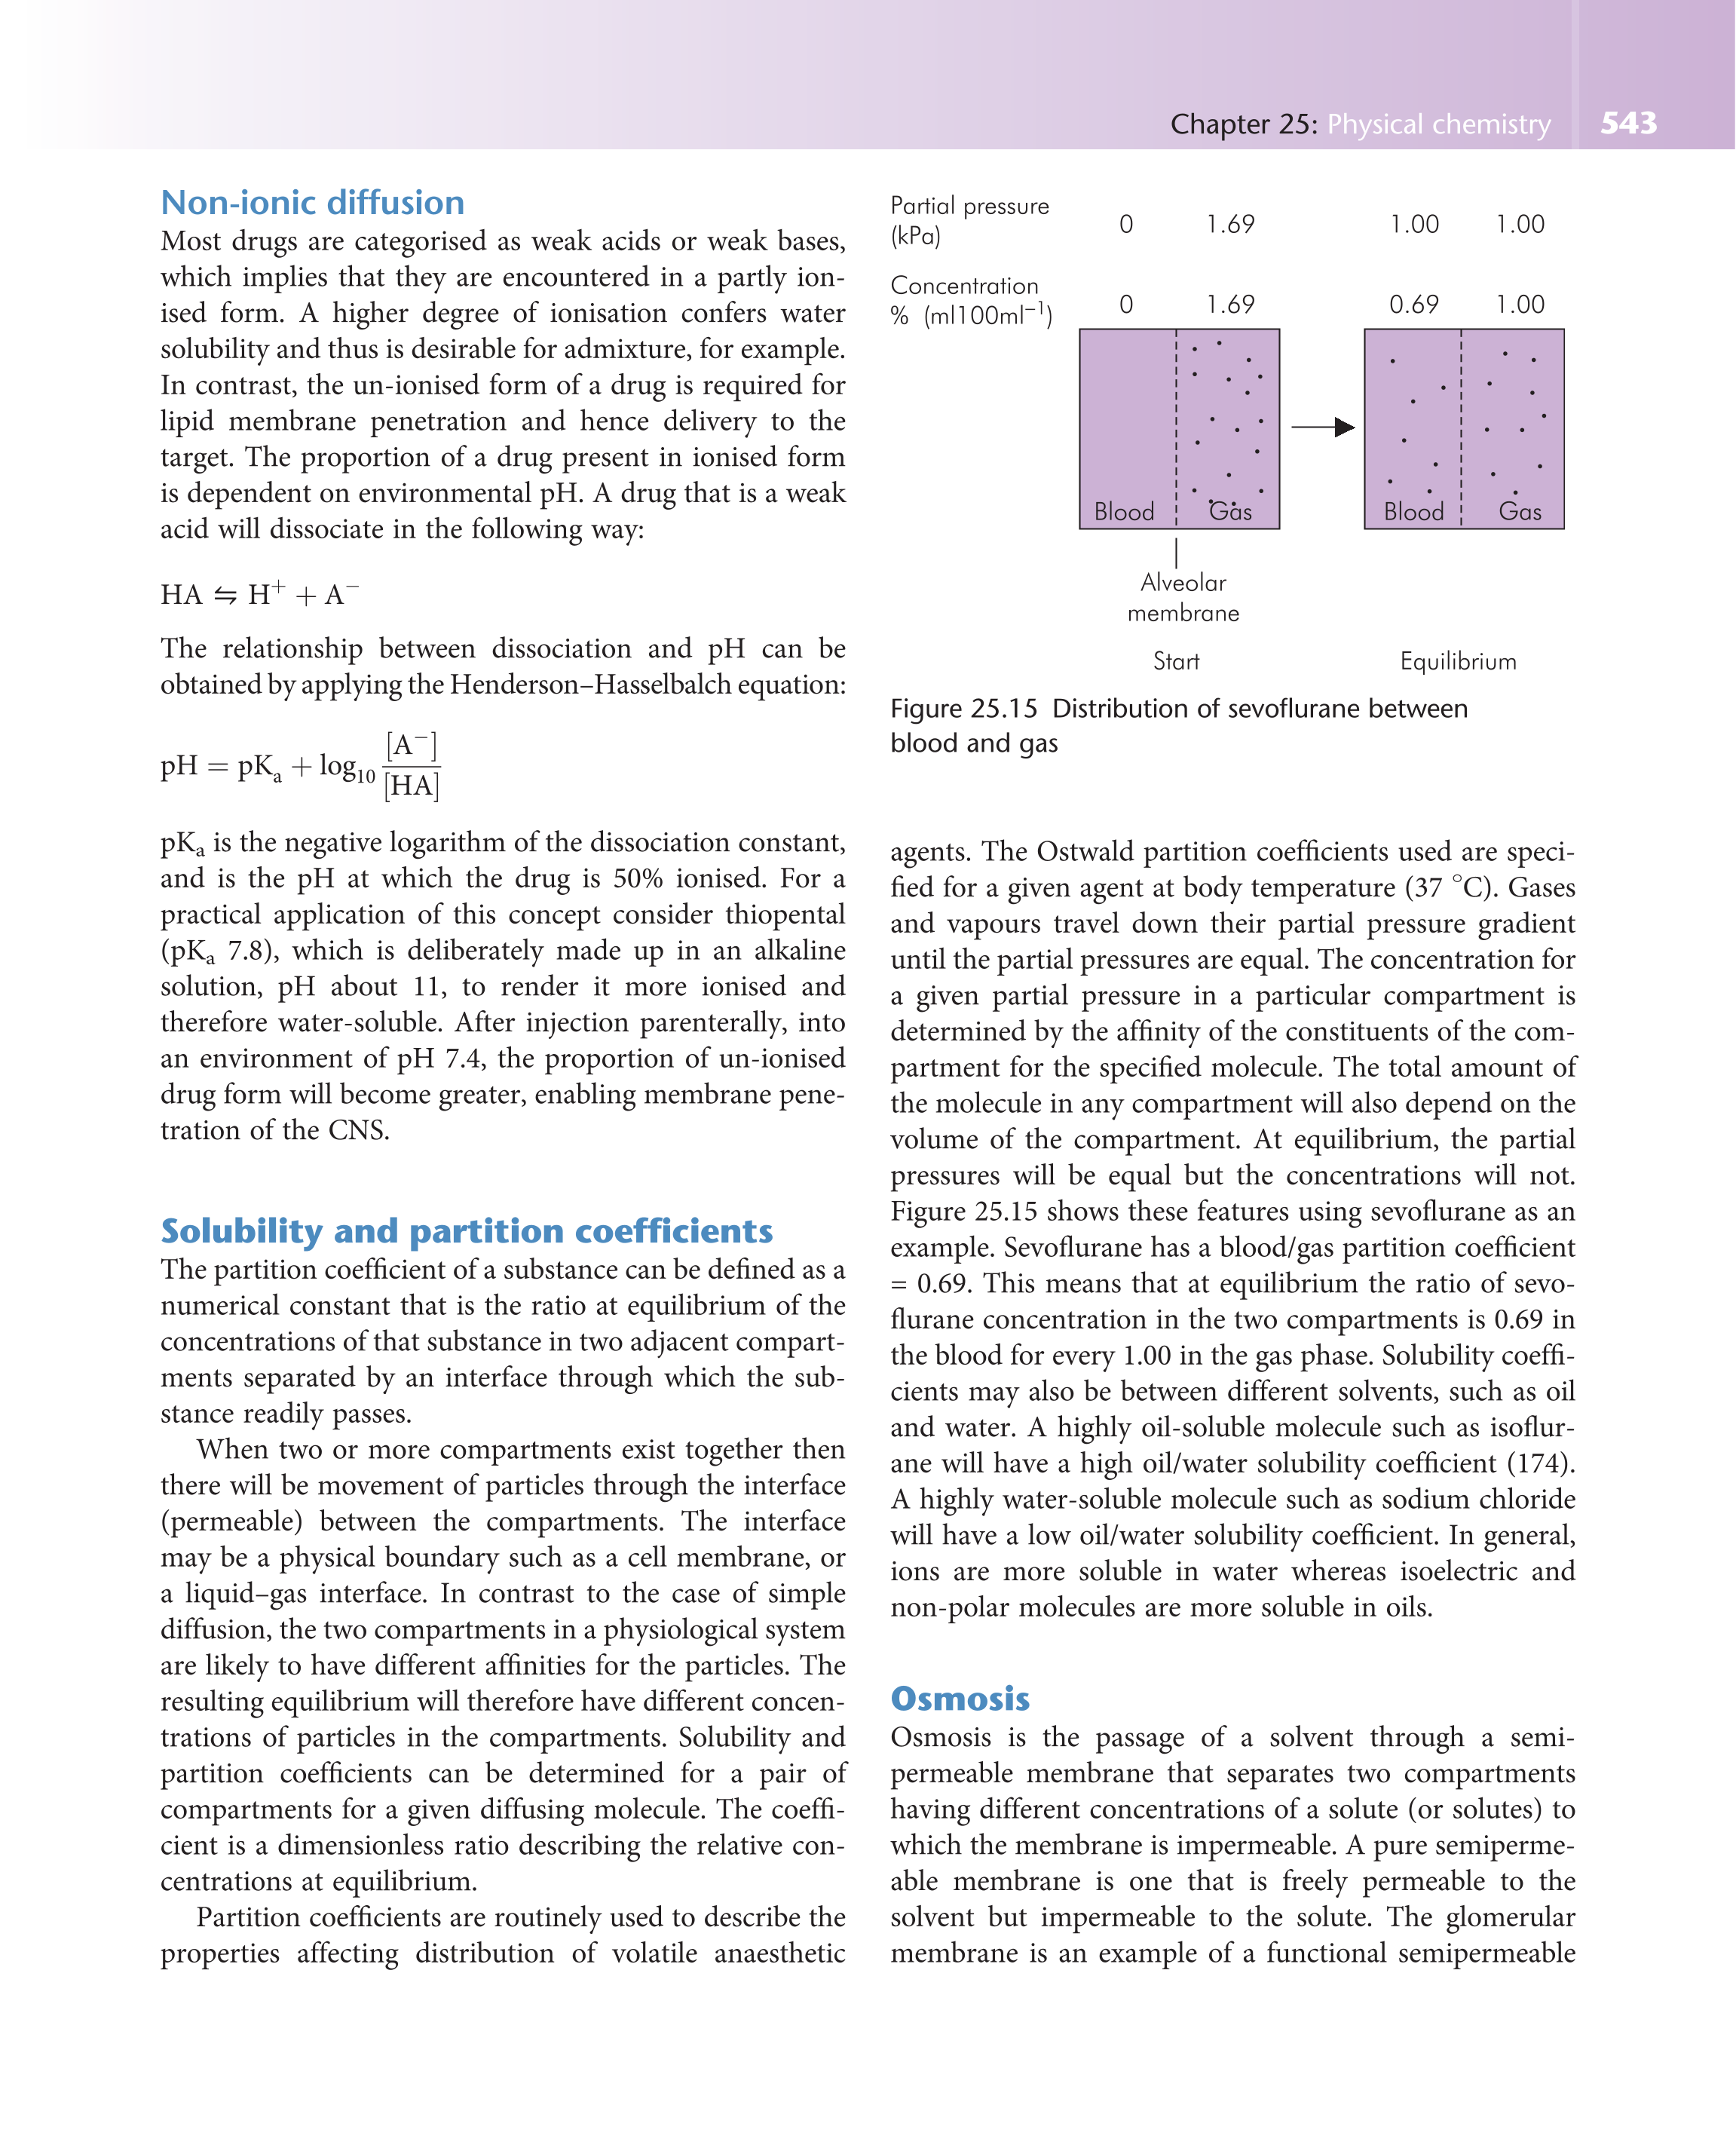 Chapter 25: Physical chemistry 543
Non-ionic diffusion
Most drugs are categorised as weak acids or weak bases,
which implies that they are encountered in a partly ion-
ised form. A higher degree of ionisation confers water
solubility and thus is desirable for admixture, for example.
In contrast, the un-ionised form of a drug is required for
lipid membrane penetration and hence delivery to the
target. The proportion of a drug present in ionised form
is dependent on environmental pH. A drug that is a weak
acid will dissociate in the following way:
HA ⇋ H⁺ + A⁻
The relationship between dissociation and pH can be
obtained by applying the Henderson–Hasselbalch equation:
pH = pKₐ + log₁₀ [A⁻]/[HA]
pKₐ is the negative logarithm of the dissociation constant,
and is the pH at which the drug is 50% ionised. For a
practical application of this concept consider thiopental
(pKₐ 7.8), which is deliberately made up in an alkaline
solution, pH about 11, to render it more ionised and
therefore water-soluble. After injection parenterally, into
an environment of pH 7.4, the proportion of un-ionised
drug form will become greater, enabling membrane pene-
tration of the CNS.
Solubility and partition coefficients
The partition coefficient of a substance can be defined as a
numerical constant that is the ratio at equilibrium of the
concentrations of that substance in two adjacent compart-
ments separated by an interface through which the sub-
stance readily passes.
When two or more compartments exist together then
there will be movement of particles through the interface
(permeable) between the compartments. The interface
may be a physical boundary such as a cell membrane, or
a liquid–gas interface. In contrast to the case of simple
diffusion, the two compartments in a physiological system
are likely to have different affinities for the particles. The
resulting equilibrium will therefore have different concen-
trations of particles in the compartments. Solubility and
partition coefficients can be determined for a pair of
compartments for a given diffusing molecule. The coeffi-
cient is a dimensionless ratio describing the relative con-
centrations at equilibrium.
Partition coefficients are routinely used to describe the
properties affecting distribution of volatile anaesthetic
Partial pressure
(kPa) 0 1.69 1.00 1.00
Concentration
% (ml100ml⁻¹) 0 1.69 0.69 1.00
Blood Gas Blood Gas
Alveolar
membrane
Start Equilibrium
Figure 25.15 Distribution of sevoflurane between
blood and gas
agents. The Ostwald partition coefficients used are speci-
fied for a given agent at body temperature (37 °C). Gases
and vapours travel down their partial pressure gradient
until the partial pressures are equal. The concentration for
a given partial pressure in a particular compartment is
determined by the affinity of the constituents of the com-
partment for the specified molecule. The total amount of
the molecule in any compartment will also depend on the
volume of the compartment. At equilibrium, the partial
pressures will be equal but the concentrations will not.
Figure 25.15 shows these features using sevoflurane as an
example. Sevoflurane has a blood/gas partition coefficient
= 0.69. This means that at equilibrium the ratio of sevo-
flurane concentration in the two compartments is 0.69 in
the blood for every 1.00 in the gas phase. Solubility coeffi-
cients may also be between different solvents, such as oil
and water. A highly oil-soluble molecule such as isoflur-
ane will have a high oil/water solubility coefficient (174).
A highly water-soluble molecule such as sodium chloride
will have a low oil/water solubility coefficient. In general,
ions are more soluble in water whereas isoelectric and
non-polar molecules are more soluble in oils.
Osmosis
Osmosis is the passage of a solvent through a semi-
permeable membrane that separates two compartments
having different concentrations of a solute (or solutes) to
which the membrane is impermeable. A pure semiperme-
able membrane is one that is freely permeable to the
solvent but impermeable to the solute. The glomerular
membrane is an example of a functional semipermeable